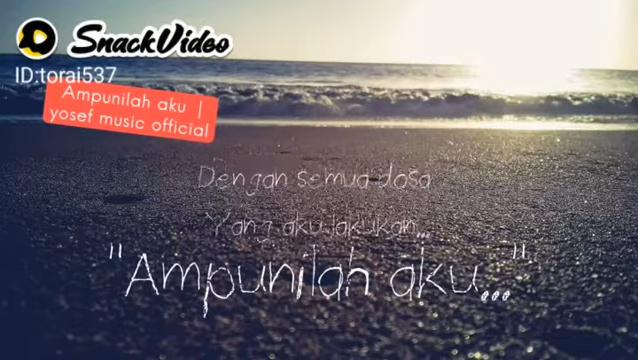 SnackVideo
ID:torai537
Ampunilah aku |
yosef music official
Dengan semua dosa
Yang aku lakukan...
"Ampunilah aku..."